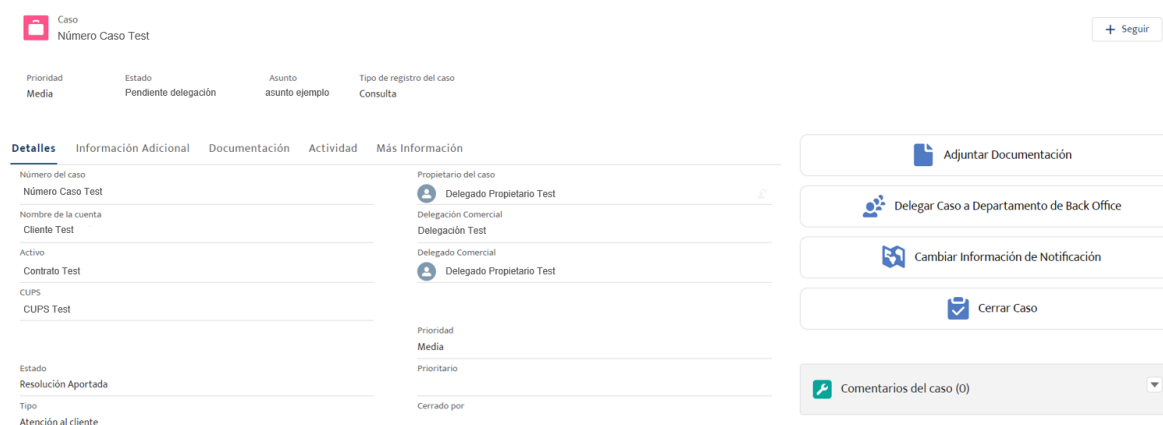 Caso
Número Caso Test
+ Seguir
Prioridad
Media
Estado
Pendiente delegación
Asunto
asunto ejemplo
Tipo de registro del caso
Consulta
Detalles Información Adicional Documentación Actividad Más Información
Número del caso
Número Caso Test
Nombre de la cuenta
Cliente Test
Activo
Contrato Test
CUPS
CUPS Test
Estado
Resolución Aportada
Tipo
Atención al cliente
Propietario del caso
Delegado Propietario Test
Delegación Comercial
Delegación Test
Delegado Comercial
Delegado Propietario Test
Prioridad
Media
Prioritario
Cerrado por
Adjuntar Documentación
Delegar Caso a Departamento de Back Office
Cambiar Información de Notificación
Cerrar Caso
Comentarios del caso (0)